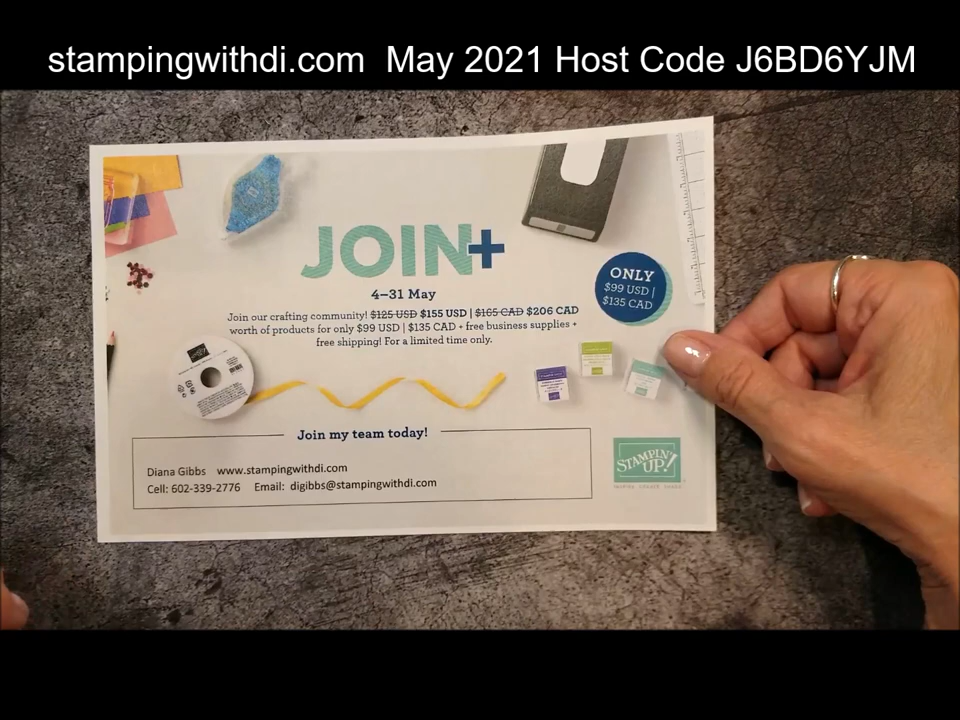 stampingwithdi.com  May 2021 Host Code J6BD6YJM
JOIN+
4–31 May
Join our crafting community! $125 USD $155 USD | $165 CAD $206 CAD
worth of products for only $99 USD | $135 CAD + free business supplies +
free shipping! For a limited time only.
ONLY
$99 USD |
$135 CAD
Join my team today!
Diana Gibbs www.stampingwithdi.com
Cell: 602-339-2776 Email: digibbs@stampingwithdi.com
STAMPIN'
UP!